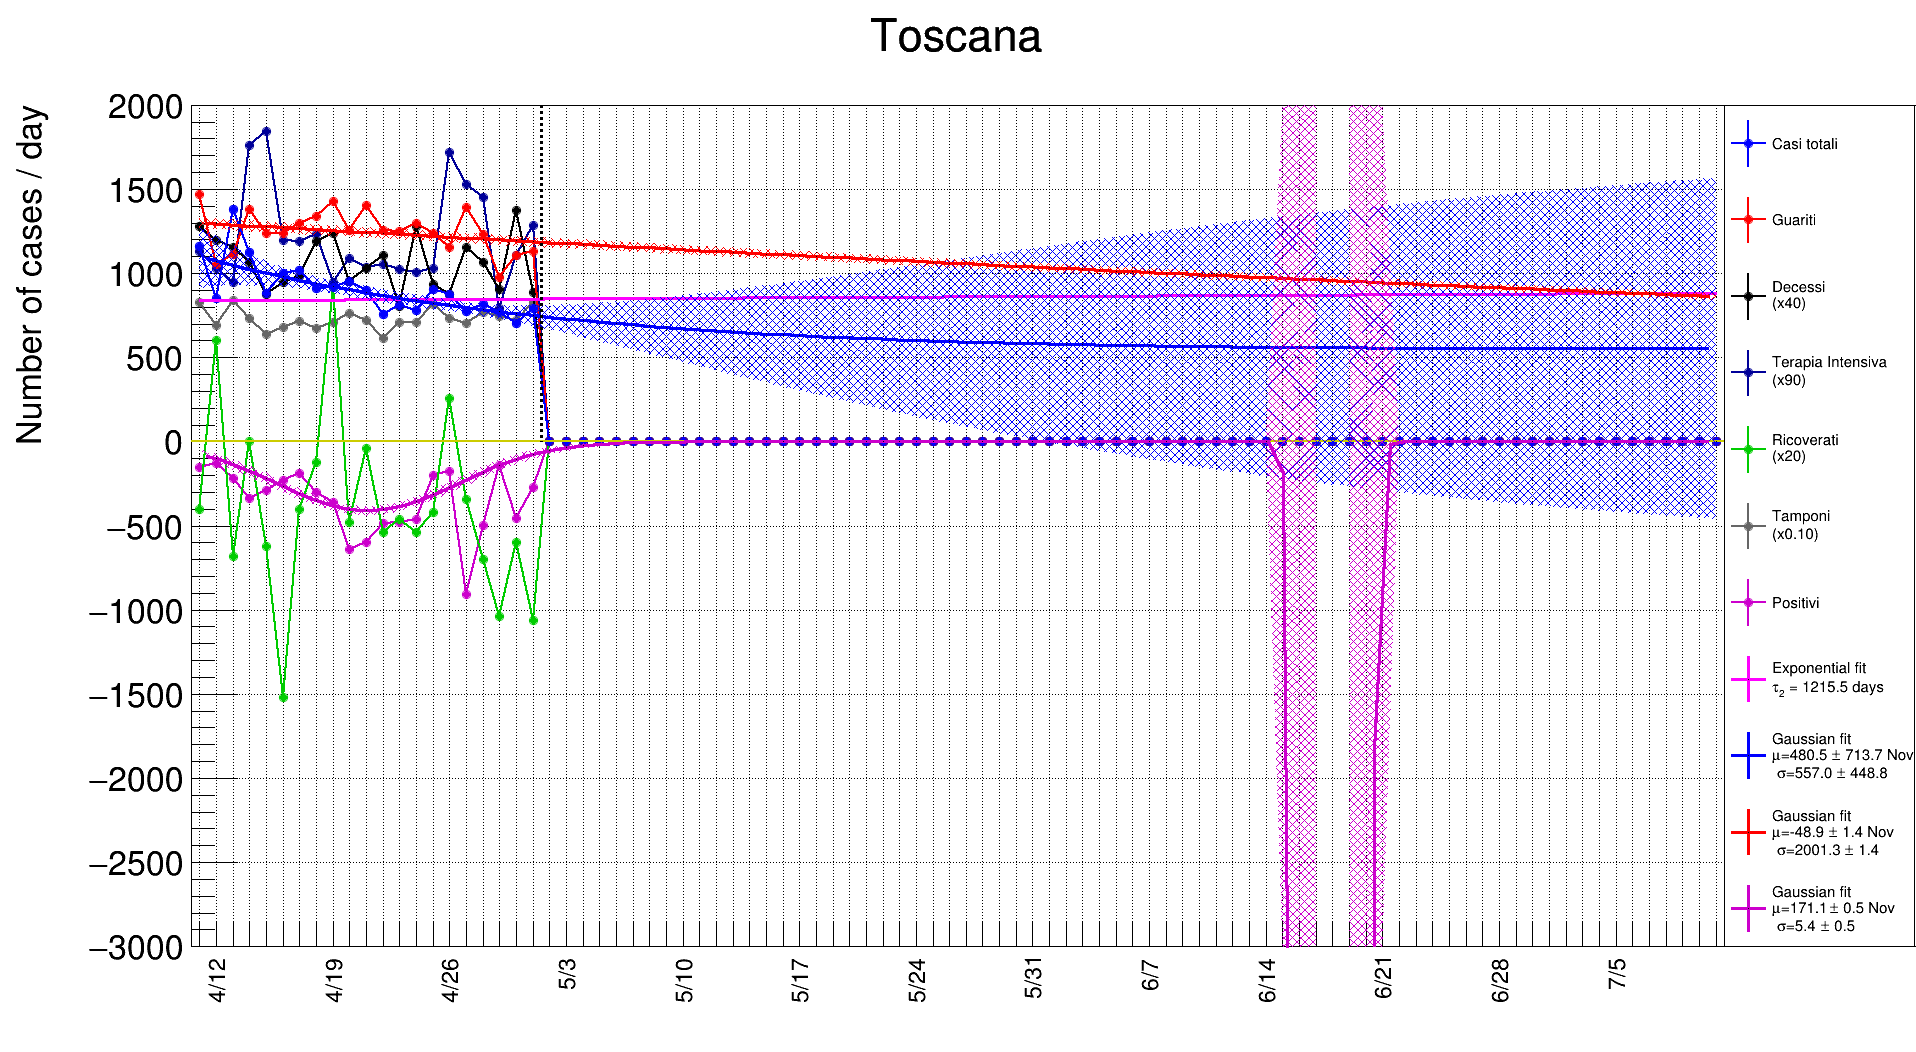 Toscana
Number of cases / day
2000
1500
1000
500
0
−500
−1000
−1500
−2000
−2500
−3000
4/12
4/19
4/26
5/3
5/10
5/17
5/24
5/31
6/7
6/14
6/21
6/28
7/5
Casi totali
Guariti
Decessi
(x40)
Terapia Intensiva
(x90)
Ricoverati
(x20)
Tamponi
(x0.10)
Positivi
Exponential fit
τ2 = 1215.5 days
Gaussian fit
μ=480.5 ± 713.7 Nov
σ=557.0 ± 448.8
Gaussian fit
μ=-48.9 ± 1.4 Nov
σ=2001.3 ± 1.4
Gaussian fit
μ=171.1 ± 0.5 Nov
σ=5.4 ± 0.5